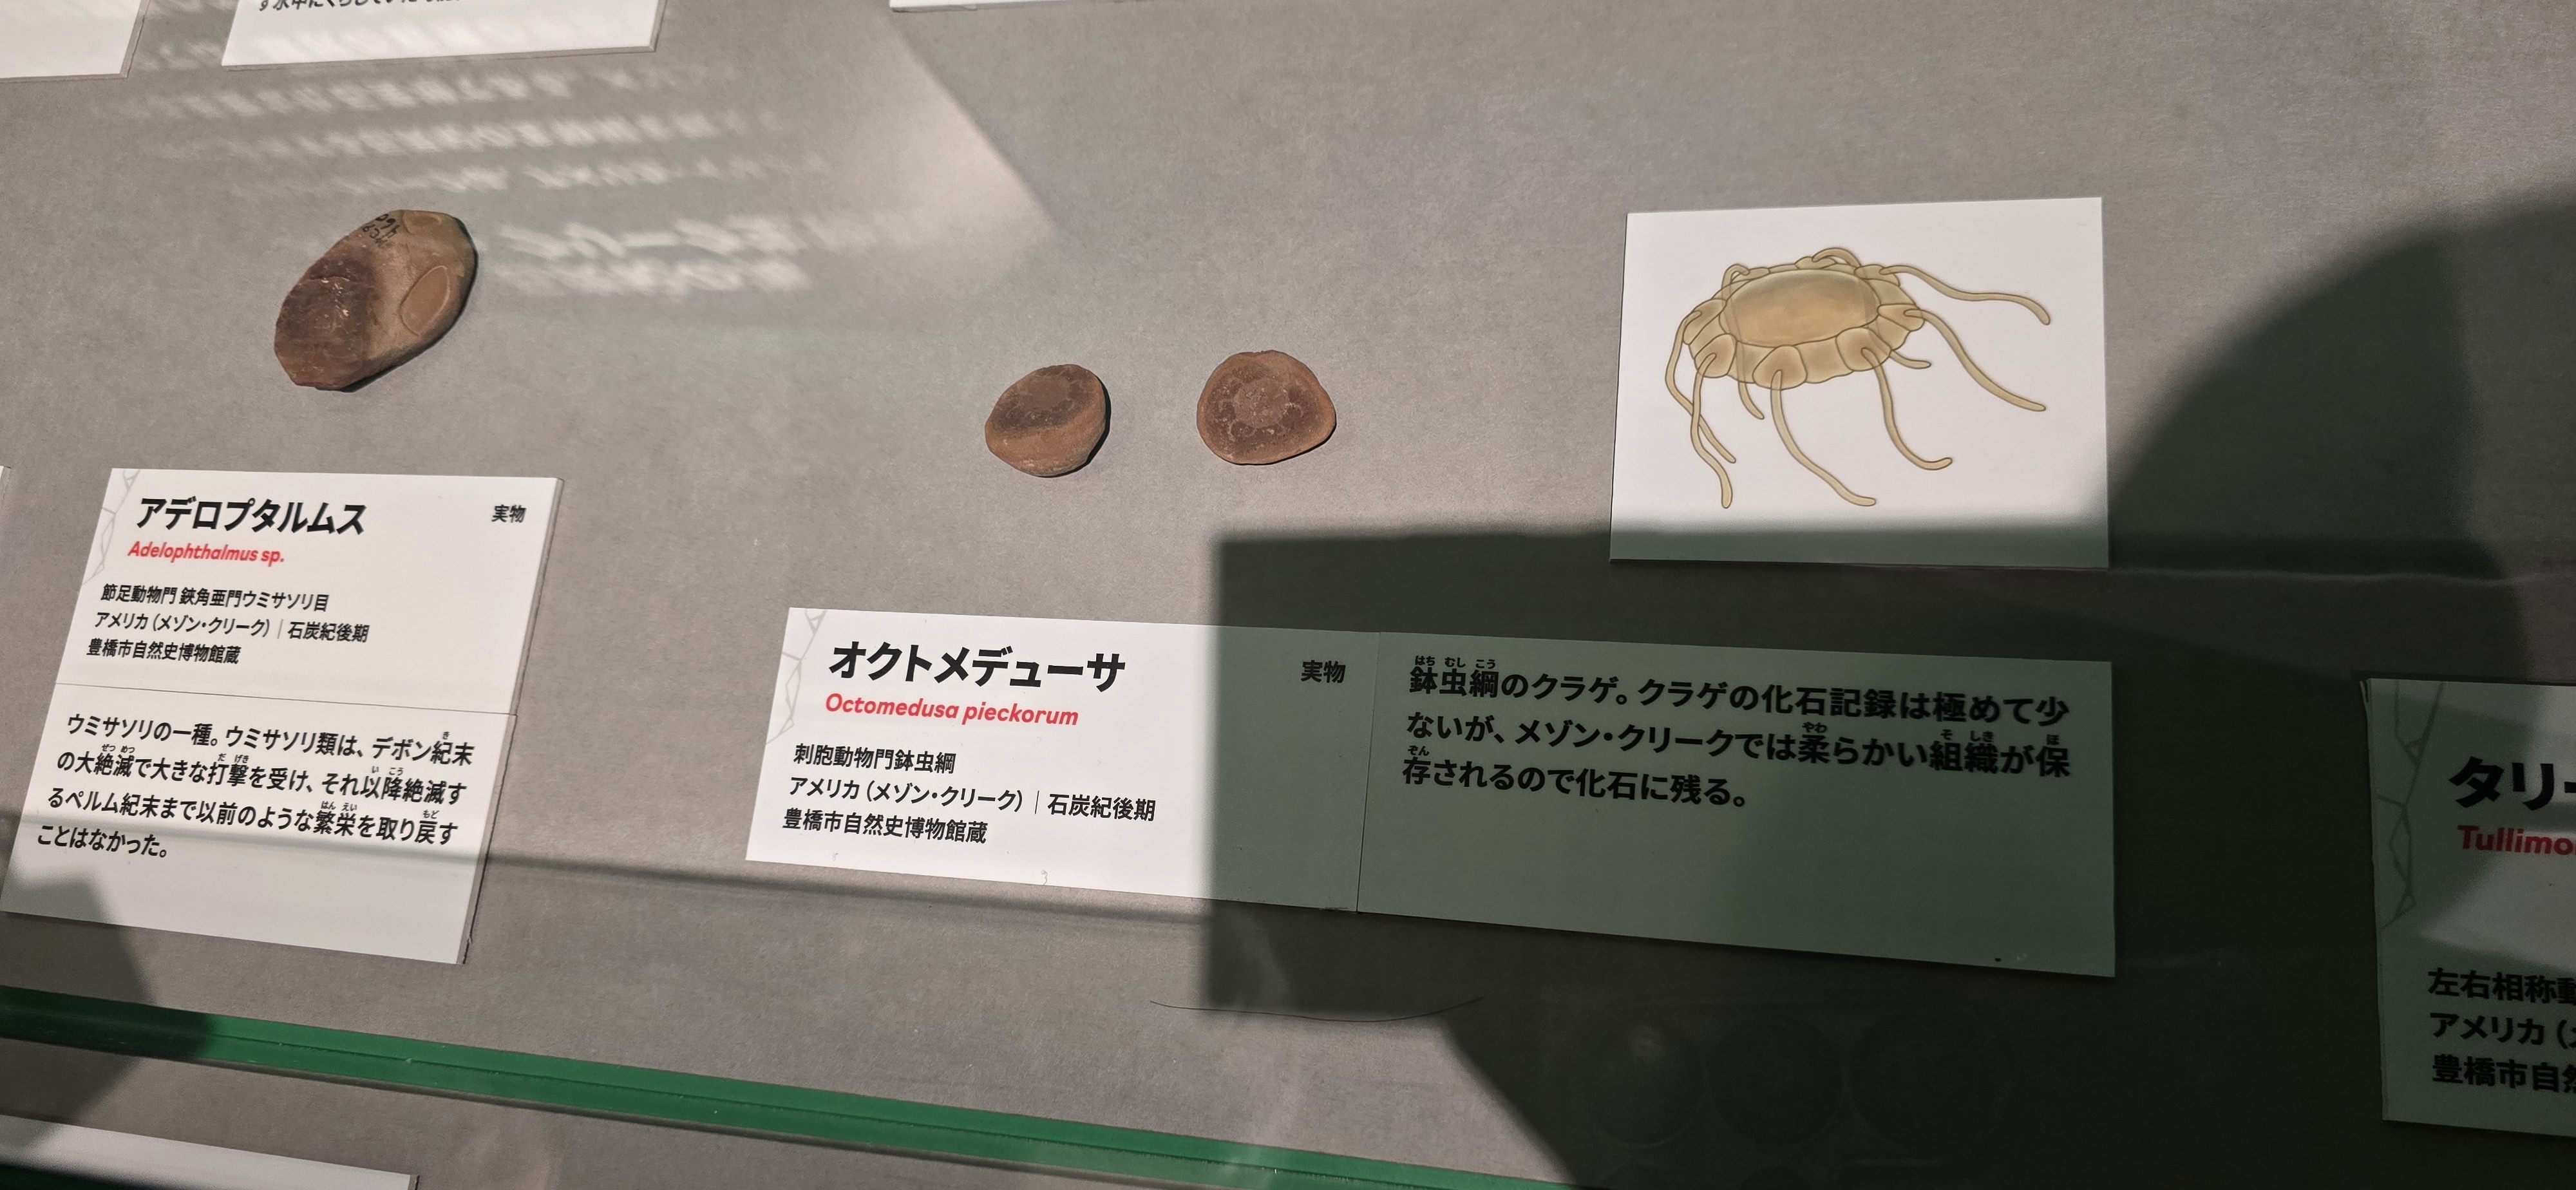 アデロプタルムス
実物
Adelophthalmus sp.
節足動物門 鋏角亜門ウミサソリ目
アメリカ（メゾン・クリーク）｜石炭紀後期
豊橋市自然史博物館蔵
ウミサソリの一種。ウミサソリ類は、デボン紀末
の大絶滅で大きな打撃を受け、それ以降絶滅す
るペルム紀末まで以前のような繁栄を取り戻す
ことはなかった。
オクトメデューサ
実物
Octomedusa pieckorum
刺胞動物門鉢虫綱
アメリカ（メゾン・クリーク）｜石炭紀後期
豊橋市自然史博物館蔵
鉢虫綱のクラゲ。クラゲの化石記録は極めて少
ないが、メゾン・クリークでは柔らかい組織が保
存されるので化石に残る。
タリ
Tullimo
左右相称動
アメリカ（
豊橋市自然